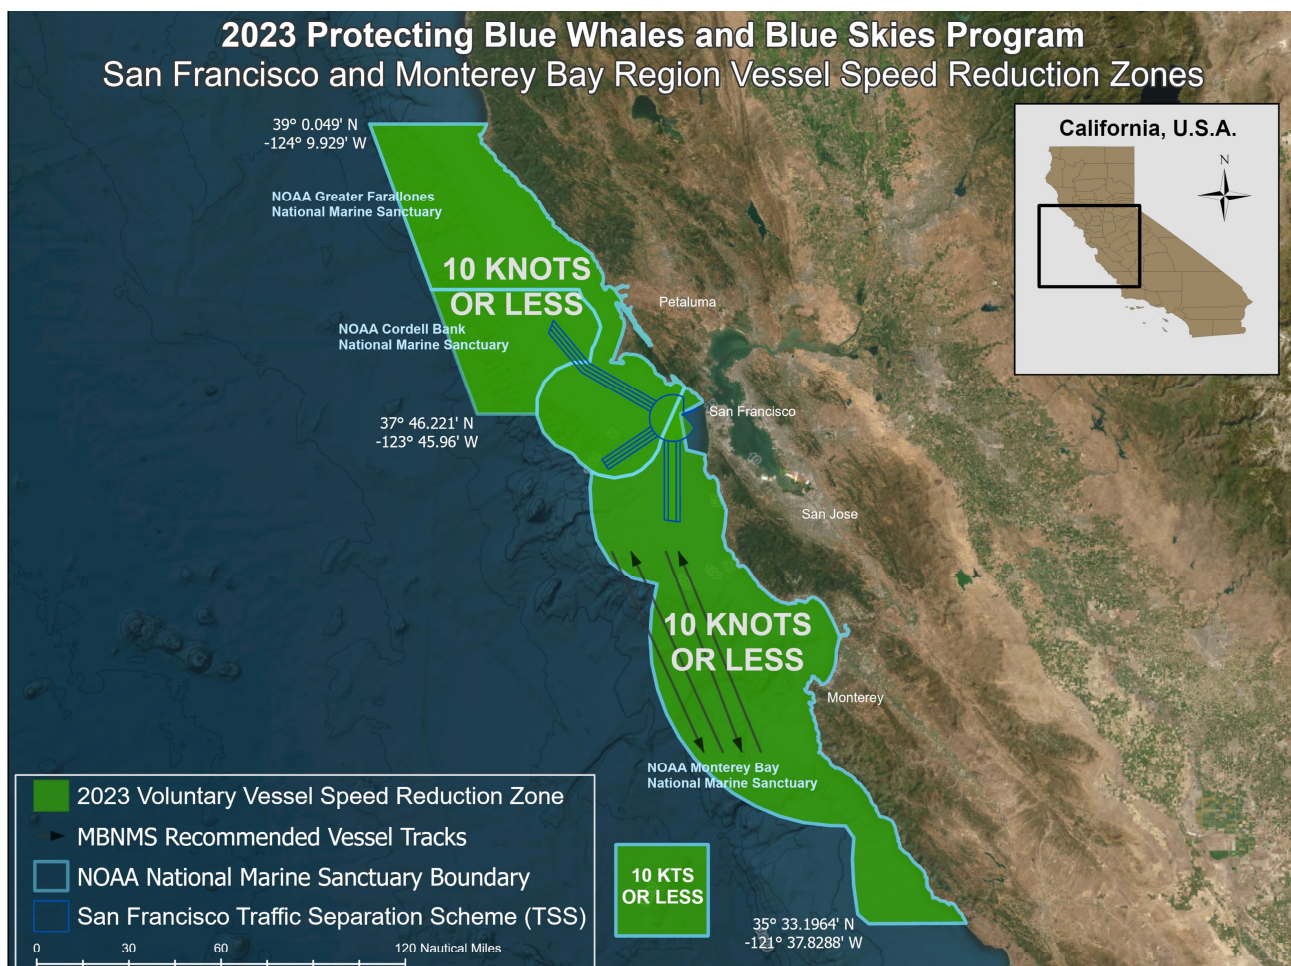 2023 Protecting Blue Whales and Blue Skies Program
San Francisco and Monterey Bay Region Vessel Speed Reduction Zones
39° 0.049' N
-124° 9.929' W
California, U.S.A.
N
NOAA Greater Farallones
National Marine Sanctuary
10 KNOTS
OR LESS
Petaluma
NOAA Cordell Bank
National Marine Sanctuary
37° 46.221' N
-123° 45.96' W
San Francisco
San Jose
10 KNOTS
OR LESS
Monterey
NOAA Monterey Bay
National Marine Sanctuary
2023 Voluntary Vessel Speed Reduction Zone
MBNMS Recommended Vessel Tracks
NOAA National Marine Sanctuary Boundary
San Francisco Traffic Separation Scheme (TSS)
0 30 60 120 Nautical Miles
10 KTS
OR LESS
35° 33.1964' N
-121° 37.8288' W